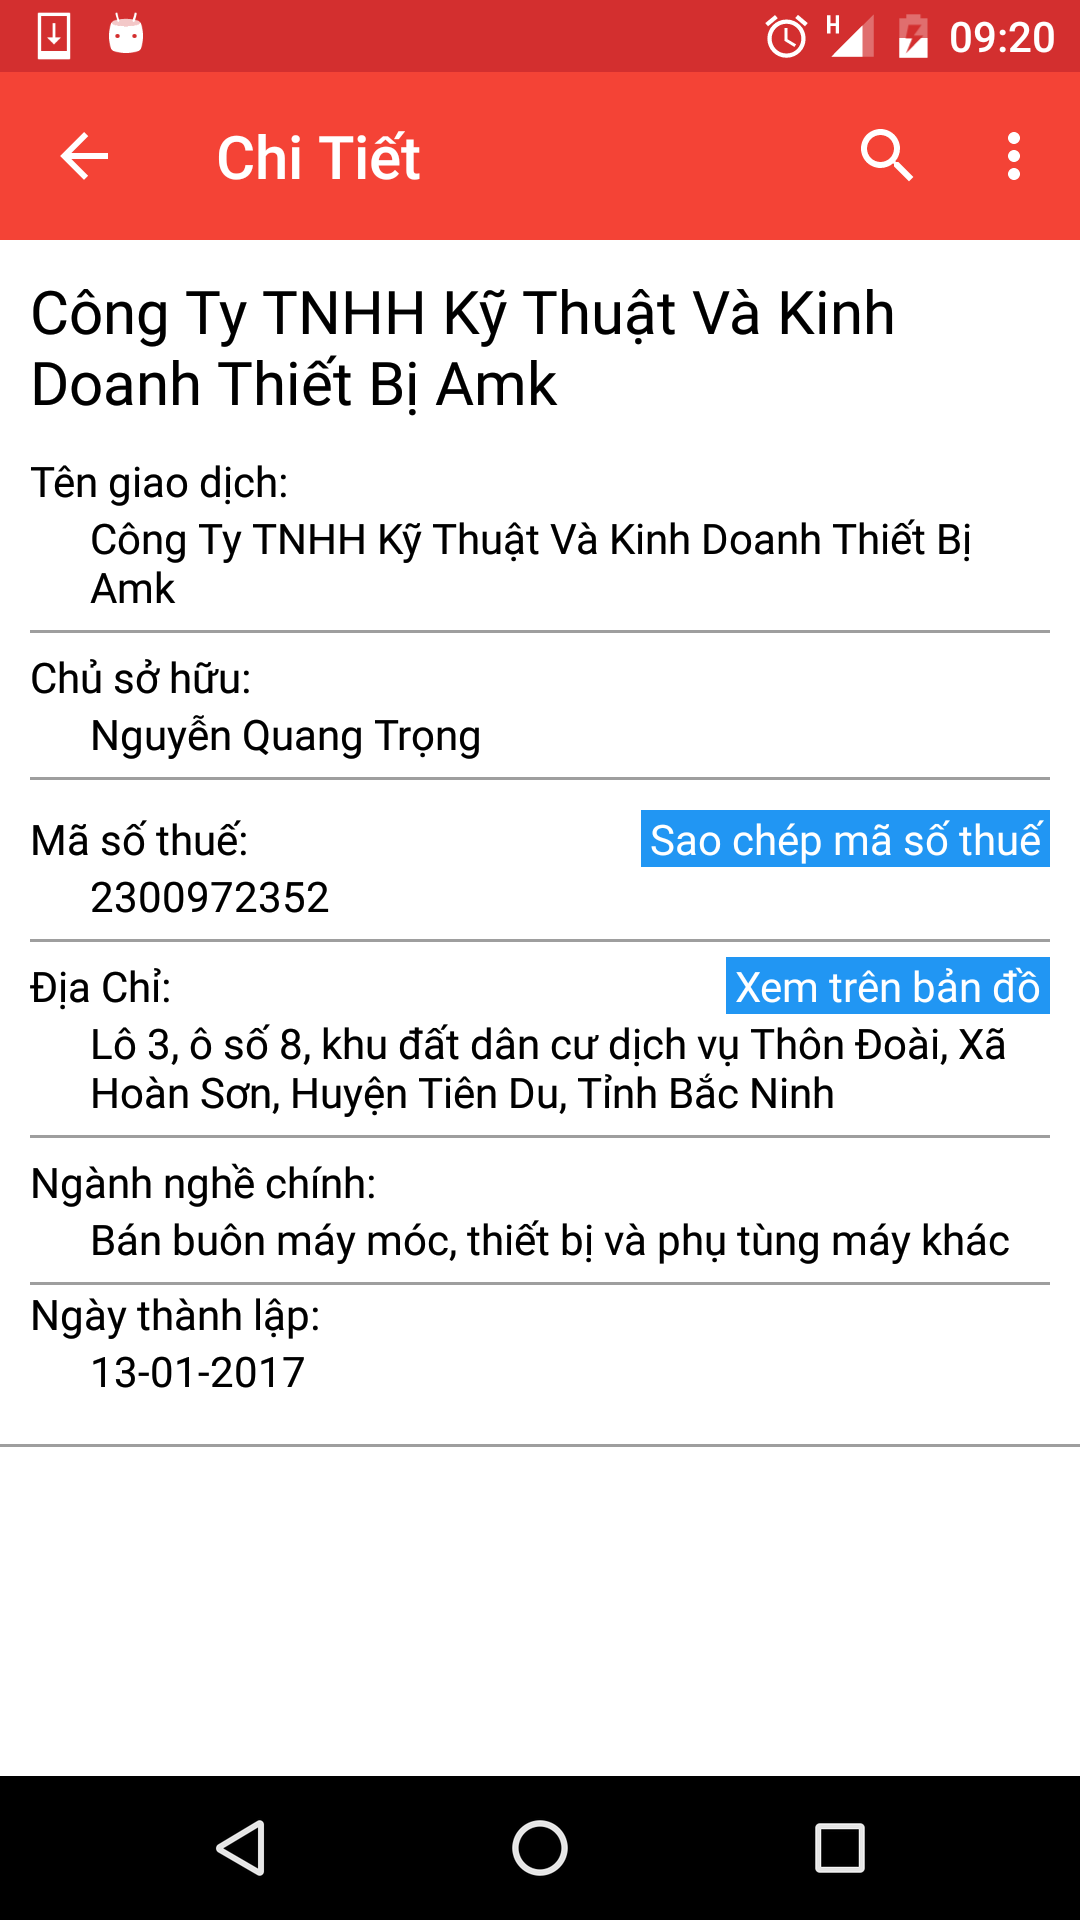 H 09:20
Chi Tiết
Công Ty TNHH Kỹ Thuật Và Kinh
Doanh Thiết Bị Amk
Tên giao dịch:
Công Ty TNHH Kỹ Thuật Và Kinh Doanh Thiết Bị
Amk
Chủ sở hữu:
Nguyễn Quang Trọng
Mã số thuế: Sao chép mã số thuế
2300972352
Địa Chỉ: Xem trên bản đồ
Lô 3, ô số 8, khu đất dân cư dịch vụ Thôn Đoài, Xã
Hoàn Sơn, Huyện Tiên Du, Tỉnh Bắc Ninh
Ngành nghề chính:
Bán buôn máy móc, thiết bị và phụ tùng máy khác
Ngày thành lập:
13-01-2017